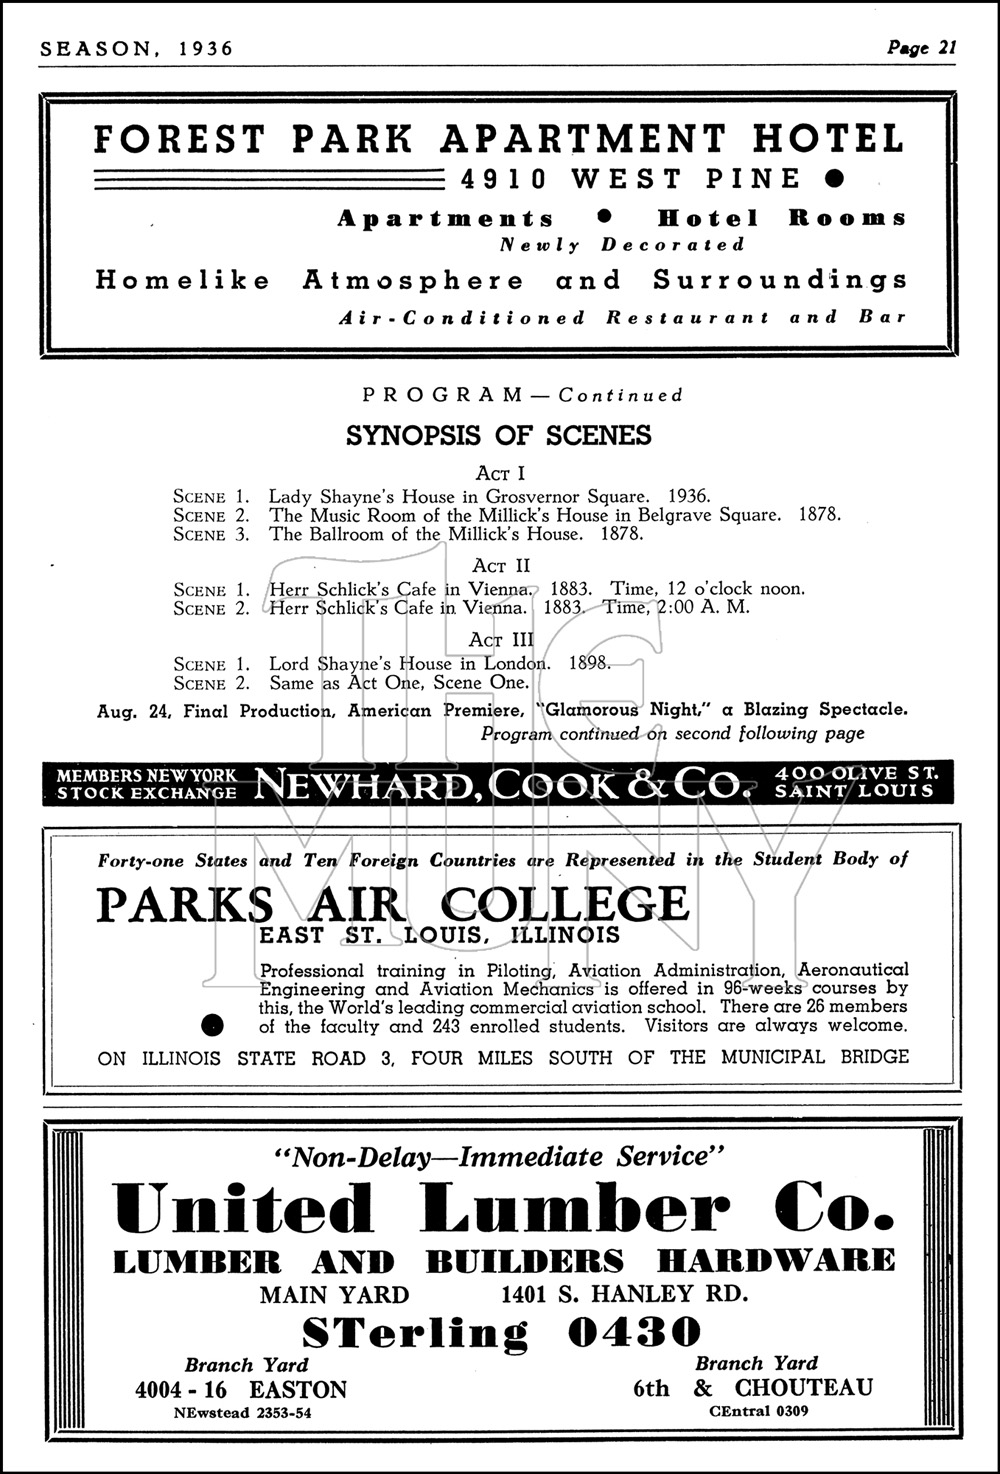 SEASON, 1936
Page 21
FOREST PARK APARTMENT HOTEL
4910 WEST PINE ●
Apartments ● Hotel Rooms
Newly Decorated
Homelike Atmosphere and Surroundings
Air-Conditioned Restaurant and Bar
PROGRAM—Continued
SYNOPSIS OF SCENES
ACT I
SCENE 1. Lady Shayne's House in Grosvernor Square. 1936.
SCENE 2. The Music Room of the Millick's House in Belgrave Square. 1878.
SCENE 3. The Ballroom of the Millick's House. 1878.
ACT II
SCENE 1. Herr Schlick's Cafe in Vienna. 1883. Time, 12 o'clock noon.
SCENE 2. Herr Schlick's Cafe in Vienna. 1883. Time, 2:00 A. M.
ACT III
SCENE 1. Lord Shayne's House in London. 1898.
SCENE 2. Same as Act One, Scene One.
Aug. 24, Final Production, American Premiere, "Glamorous Night," a Blazing Spectacle.
Program continued on second following page
MEMBERS NEW YORK
STOCK EXCHANGE
NEWHARD, COOK & CO.
400 OLIVE ST.
SAINT LOUIS
THE
MUNY
Forty-one States and Ten Foreign Countries are Represented in the Student Body of
PARKS AIR COLLEGE
EAST ST. LOUIS, ILLINOIS
Professional training in Piloting, Aviation Administration, Aeronautical
Engineering and Aviation Mechanics is offered in 96-weeks courses by
this, the World's leading commercial aviation school. There are 26 members
● of the faculty and 243 enrolled students. Visitors are always welcome.
ON ILLINOIS STATE ROAD 3, FOUR MILES SOUTH OF THE MUNICIPAL BRIDGE
"Non-Delay—Immediate Service"
United Lumber Co.
LUMBER AND BUILDERS HARDWARE
MAIN YARD 1401 S. HANLEY RD.
STerling 0430
Branch Yard
4004-16 EASTON
NEwstead 2353-54
Branch Yard
6th & CHOUTEAU
CEntral 0309